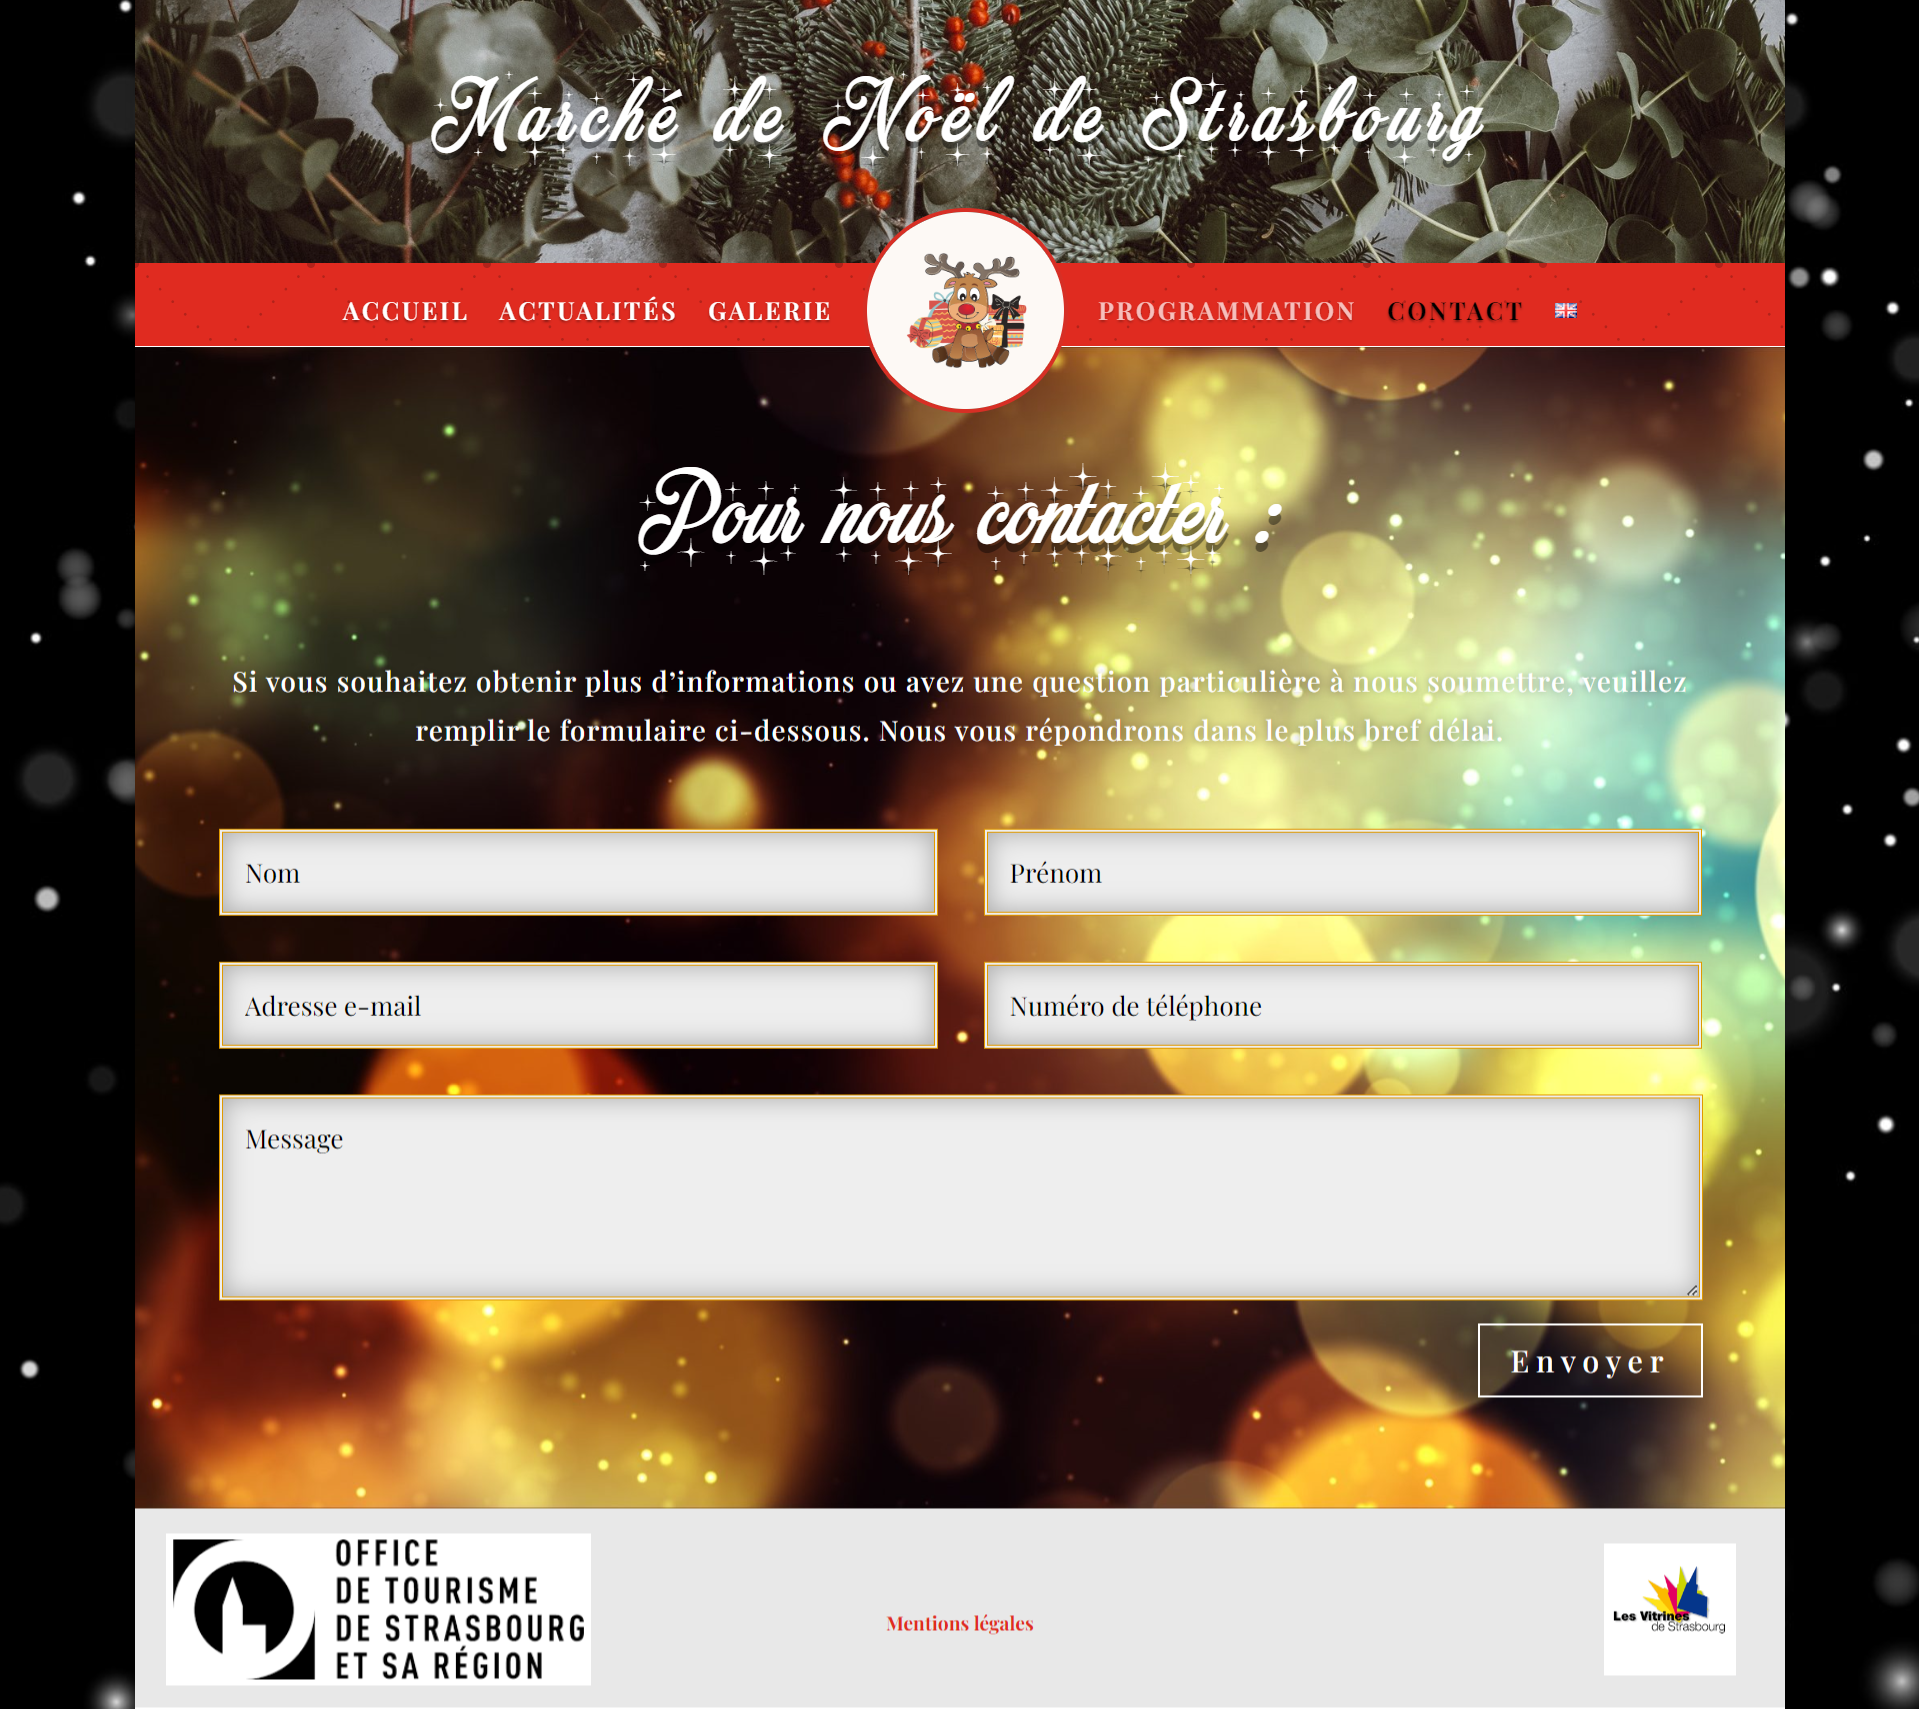 Marché de Noël de Strasbourg
ACCUEIL ACTUALITÉS GALERIE PROGRAMMATION CONTACT
Pour nous contacter :
Si vous souhaitez obtenir plus d’informations ou avez une question particulière à nous soumettre, veuillez
remplir le formulaire ci-dessous. Nous vous répondrons dans le plus bref délai.
Nom
Prénom
Adresse e-mail
Numéro de téléphone
Message
Envoyer
OFFICE
DE TOURISME
DE STRASBOURG
ET SA RÉGION
Mentions légales
Les Vitrines
de Strasbourg